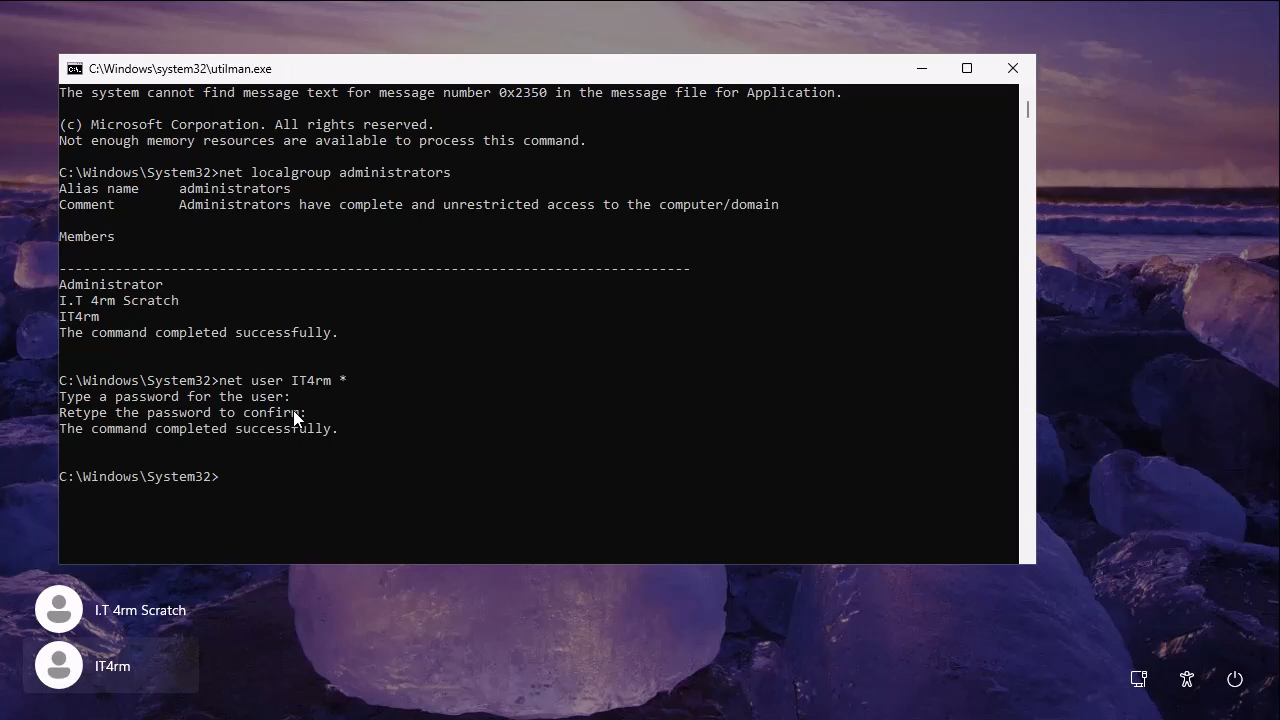 C:\Windows\system32\utilman.exe
The system cannot find message text for message number 0x2350 in the message file for Application.
(c) Microsoft Corporation. All rights reserved.
Not enough memory resources are available to process this command.
C:\Windows\System32>net localgroup administrators
Alias name     administrators
Comment        Administrators have complete and unrestricted access to the computer/domain
Members
-------------------------------------------------------------------------------
Administrator
I.T 4rm Scratch
IT4rm
The command completed successfully.
C:\Windows\System32>net user IT4rm *
Type a password for the user:
Retype the password to confirm:
The command completed successfully.
C:\Windows\System32>
I.T 4rm Scratch
IT4rm